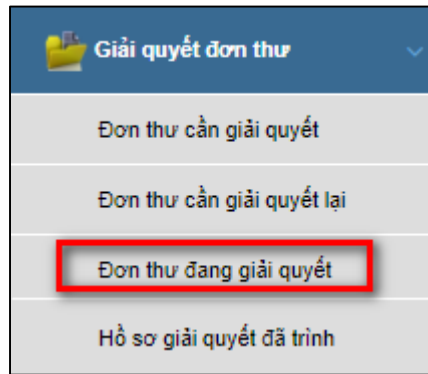 Giải quyết đơn thư
Đơn thư cần giải quyết
Đơn thư cần giải quyết lại
Đơn thư đang giải quyết
Hồ sơ giải quyết đã trình